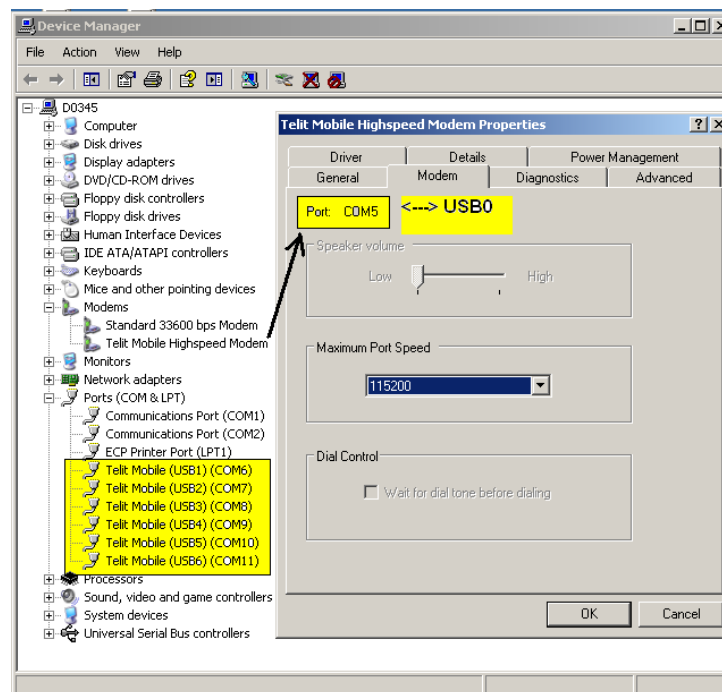 Device Manager
File Action View Help
D0345
Computer
Disk drives
Display adapters
DVD/CD-ROM drives
Floppy disk controllers
Floppy disk drives
Human Interface Devices
IDE ATA/ATAPI controllers
Keyboards
Mice and other pointing devices
Modems
Standard 33600 bps Modem
Telit Mobile Highspeed Modem
Monitors
Network adapters
Ports (COM & LPT)
Communications Port (COM1)
Communications Port (COM2)
ECP Printer Port (LPT1)
Telit Mobile (USB1) (COM6)
Telit Mobile (USB2) (COM7)
Telit Mobile (USB3) (COM8)
Telit Mobile (USB4) (COM9)
Telit Mobile (USB5) (COM10)
Telit Mobile (USB6) (COM11)
Processors
Sound, video and game controllers
System devices
Universal Serial Bus controllers
Telit Mobile Highspeed Modem Properties
Driver Details Power Management
General Modem Diagnostics Advanced
Port: COM5 <---> USB0
Speaker volume
Low High
Maximum Port Speed
115200
Dial Control
Wait for dial tone before dialing
OK Cancel